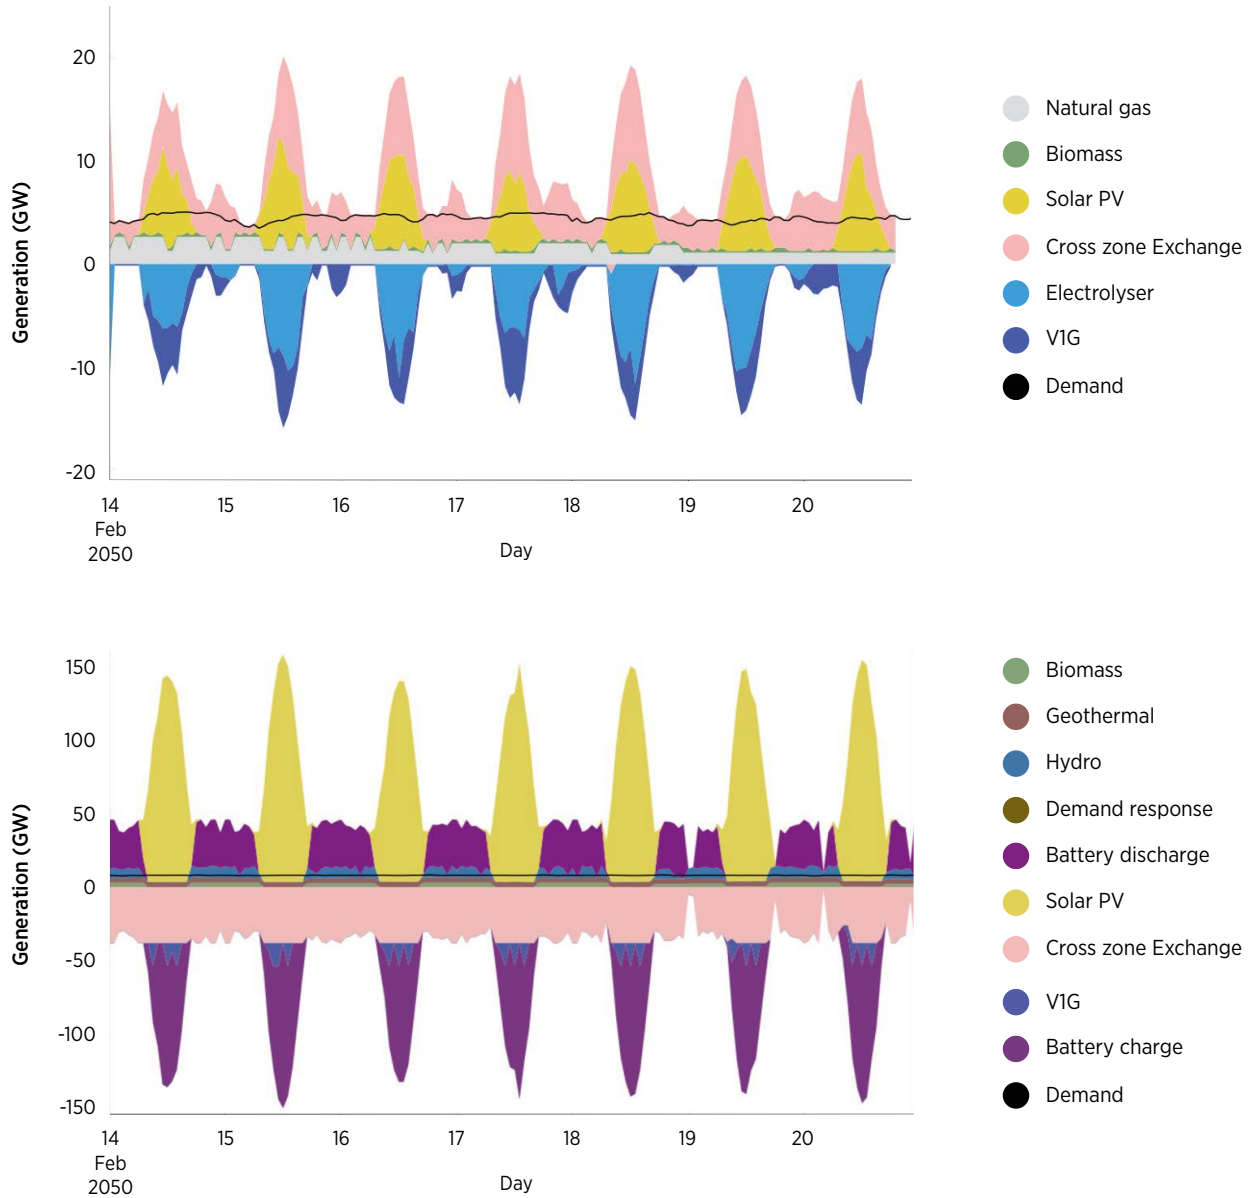 Generation (GW)
20
10
0
-10
-20
14
15
16
17
18
19
20
Feb
2050
Day
Natural gas
Biomass
Solar PV
Cross zone Exchange
Electrolyser
V1G
Demand
Generation (GW)
150
100
50
0
-50
-100
-150
14
15
16
17
18
19
20
Feb
2050
Day
Biomass
Geothermal
Hydro
Demand response
Battery discharge
Solar PV
Cross zone Exchange
V1G
Battery charge
Demand